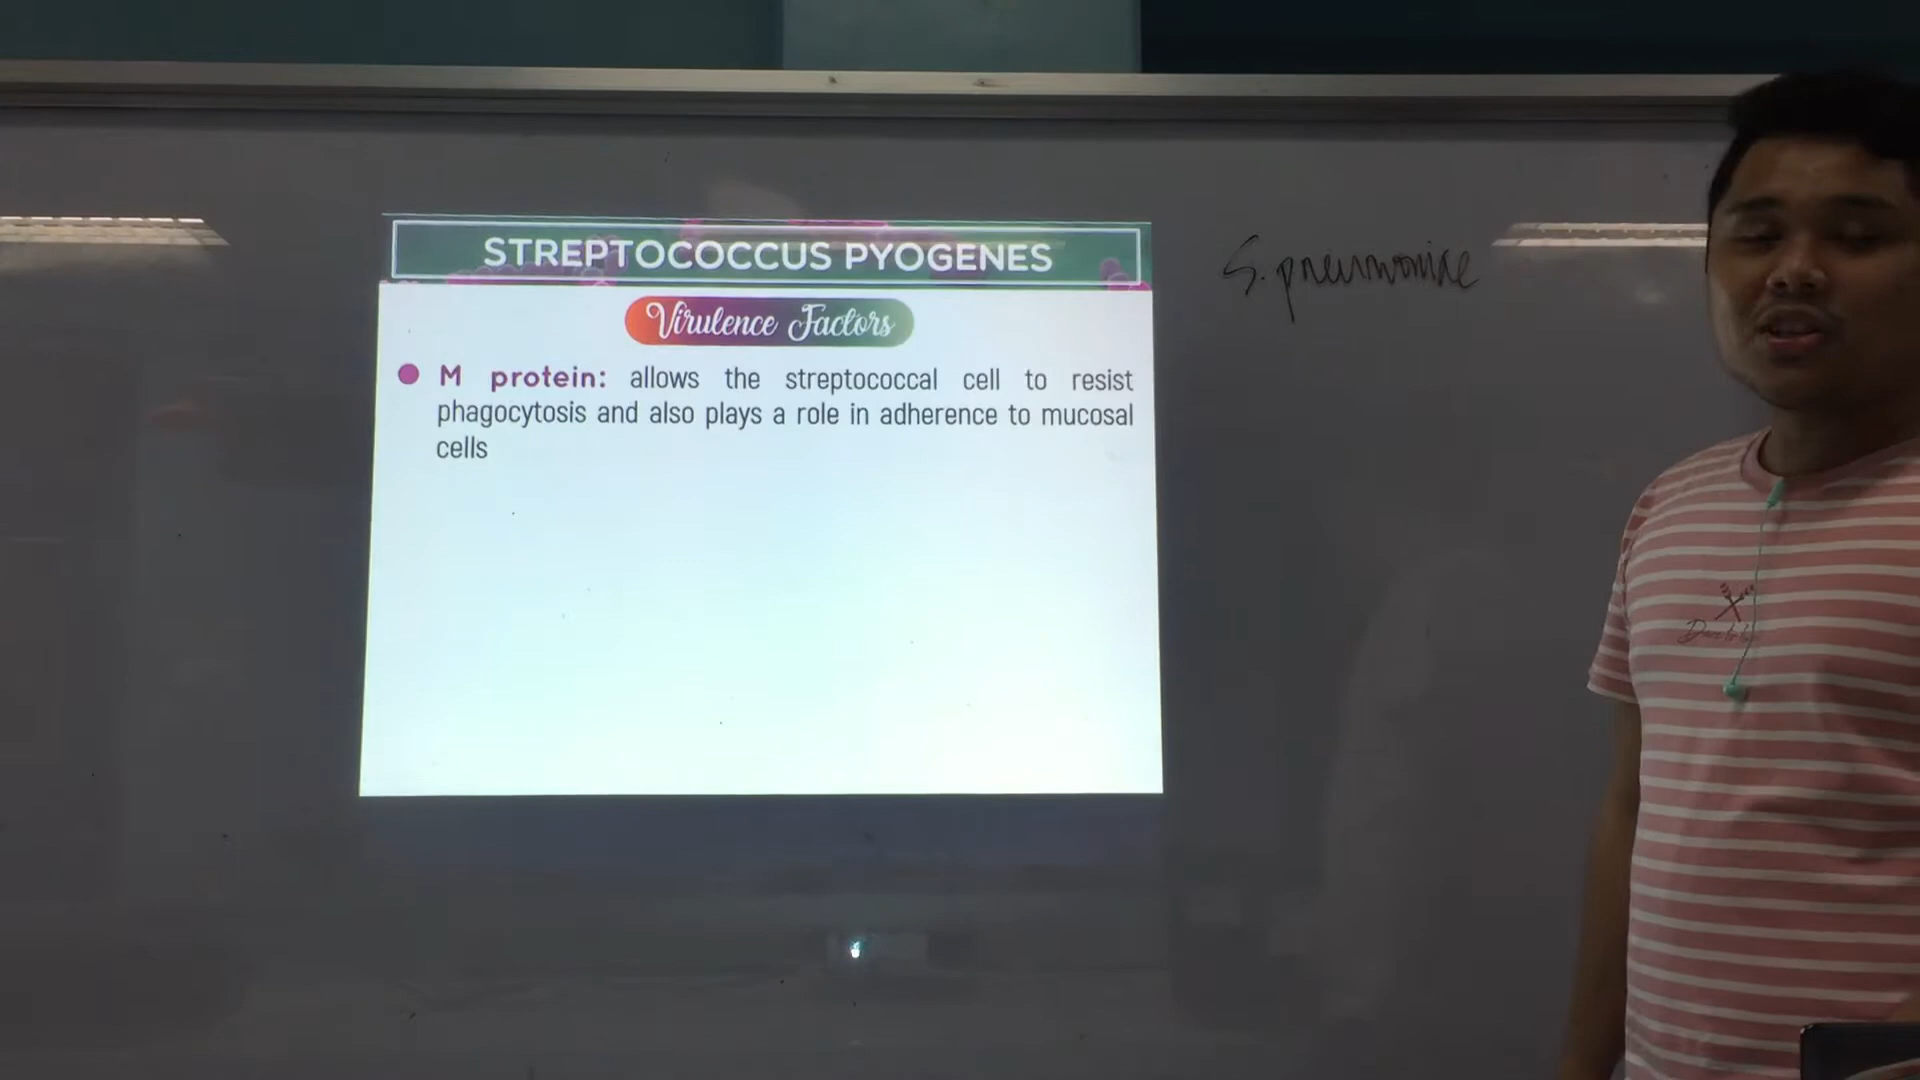 STREPTOCOCCUS PYOGENES
Virulence Factors
M protein: allows the streptococcal cell to resist
phagocytosis and also plays a role in adherence to mucosal
cells
S. pneumoniae